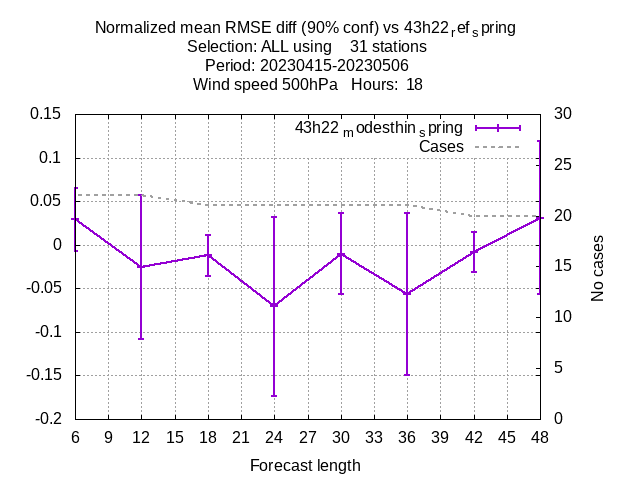 Normalized mean RMSE diff (90% conf) vs 43h22refspring
Selection: ALL using 31 stations
Period: 20230415-20230506
Wind speed 500hPa Hours: 18
43h22modesthinspring
Cases
0.15
0.1
0.05
0
-0.05
-0.1
-0.15
-0.2
30
25
20
15
10
5
0
No cases
6 9 12 15 18 21 24 27 30 33 36 39 42 45 48
Forecast length